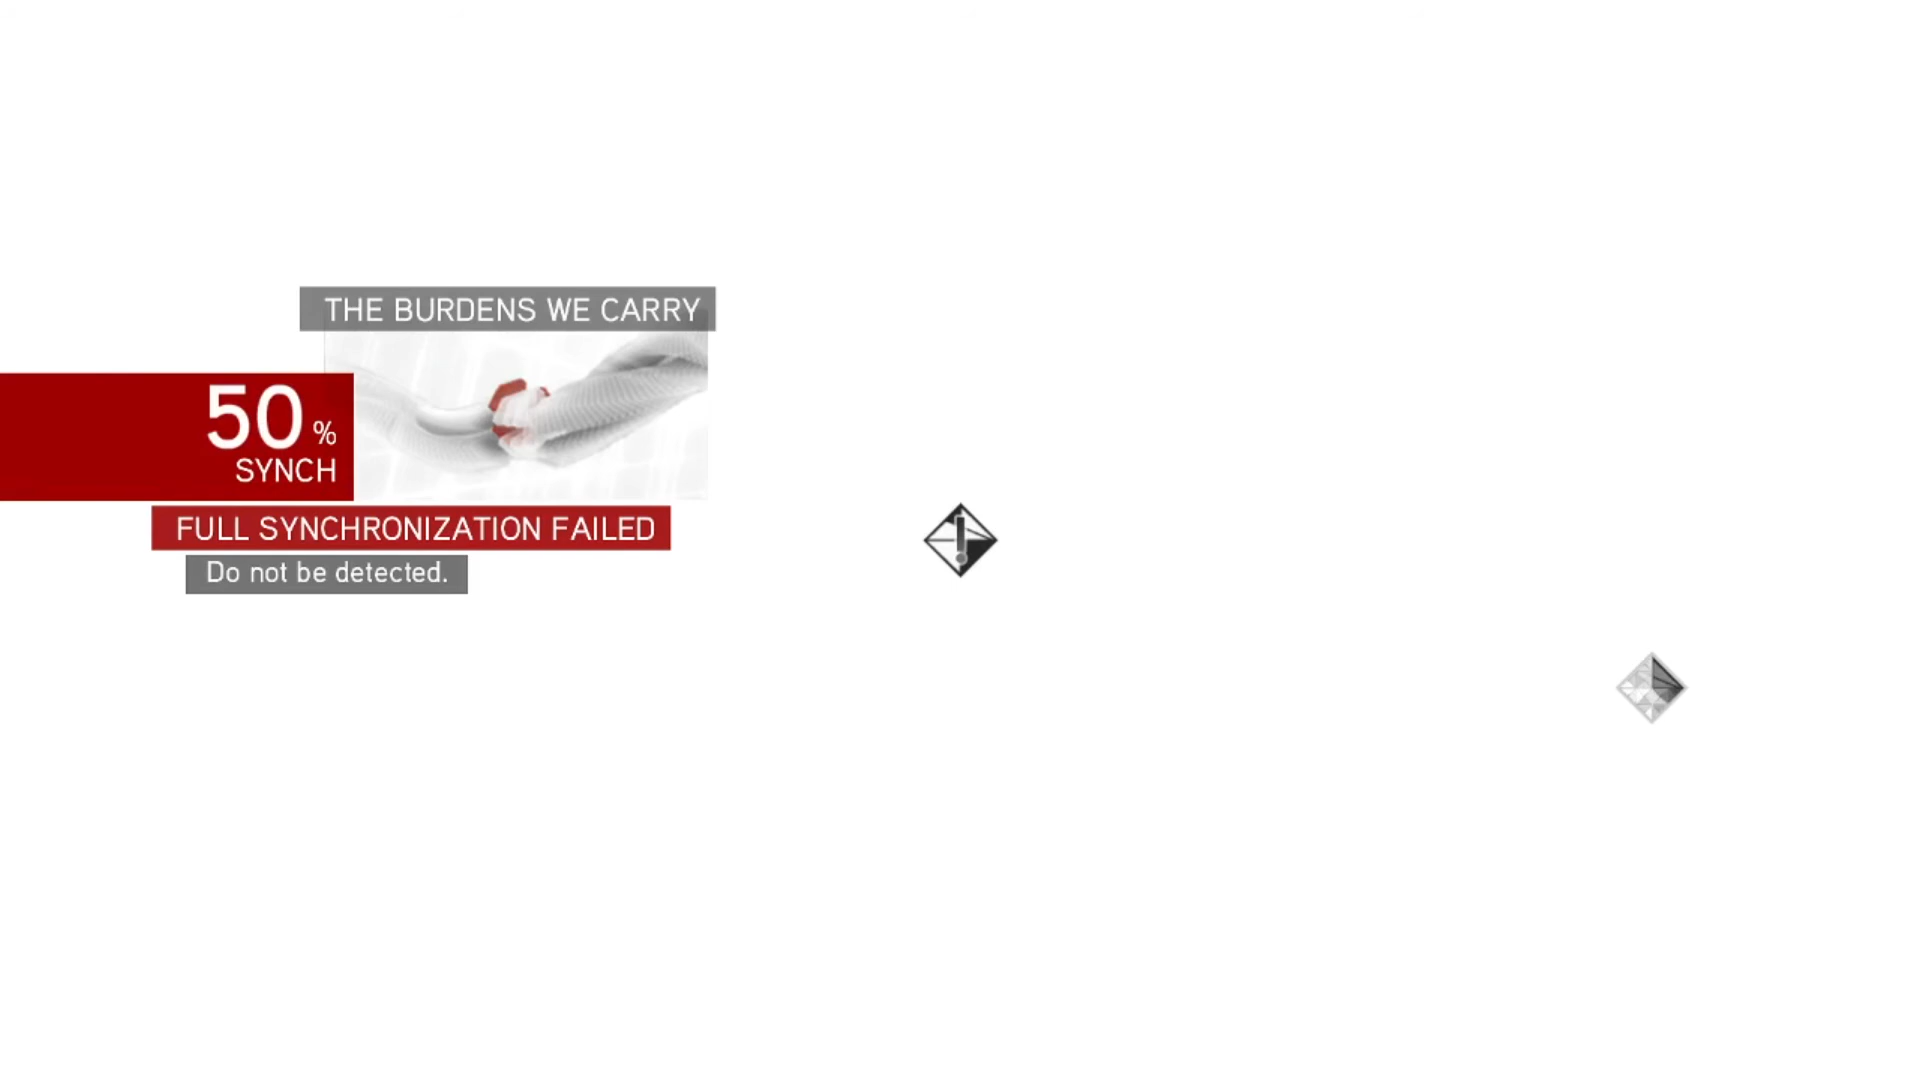 THE BURDENS WE CARRY
50 %
SYNCH
FULL SYNCHRONIZATION FAILED
Do not be detected.